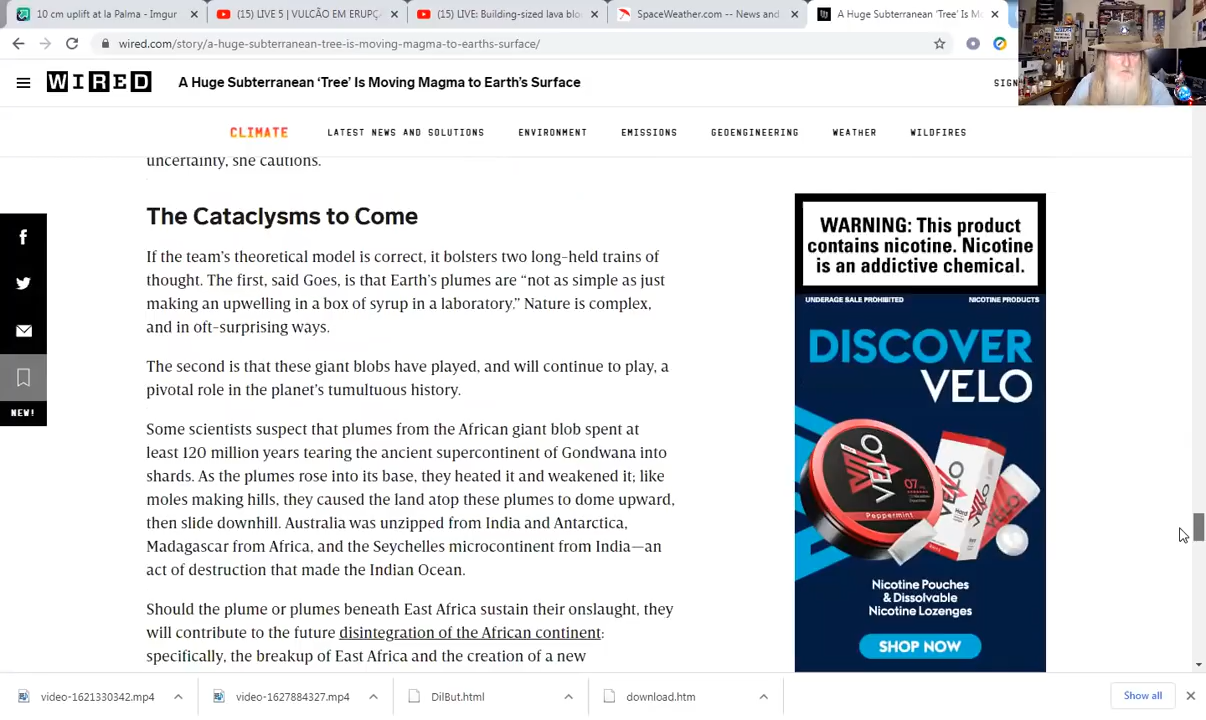 10 cm uplift at la Palma - Imgur
(15) LIVE 5 | VULCÃO EM ERUPÇ
(15) LIVE: Building-sized lava blo
SpaceWeather.com -- News and
A Huge Subterranean 'Tree' Is M
wired.com/story/a-huge-subterranean-tree-is-moving-magma-to-earths-surface/
WIRED
A Huge Subterranean ‘Tree’ Is Moving Magma to Earth’s Surface
SIGN
CLIMATE LATEST NEWS AND SOLUTIONS ENVIRONMENT EMISSIONS GEOENGINEERING WEATHER WILDFIRES
uncertainty, she cautions.
The Cataclysms to Come
If the team’s theoretical model is correct, it bolsters two long-held trains of
thought. The first, said Goes, is that Earth’s plumes are “not as simple as just
making an upwelling in a box of syrup in a laboratory.” Nature is complex,
and in oft-surprising ways.
The second is that these giant blobs have played, and will continue to play, a
pivotal role in the planet’s tumultuous history.
Some scientists suspect that plumes from the African giant blob spent at
least 120 million years tearing the ancient supercontinent of Gondwana into
shards. As the plumes rose into its base, they heated it and weakened it; like
moles making hills, they caused the land atop these plumes to dome upward,
then slide downhill. Australia was unzipped from India and Antarctica,
Madagascar from Africa, and the Seychelles microcontinent from India—an
act of destruction that made the Indian Ocean.
Should the plume or plumes beneath East Africa sustain their onslaught, they
will contribute to the future disintegration of the African continent:
specifically, the breakup of East Africa and the creation of a new
NEW!
WARNING: This product
contains nicotine. Nicotine
is an addictive chemical.
UNDERAGE SALE PROHIBITED NICOTINE PRODUCTS
DISCOVER
VELO
VELO
07
Peppermint
VELO
Hard
Nicotine Pouches
& Dissolvable
Nicotine Lozenges
SHOP NOW
video-1621330342.mp4
video-1627884327.mp4
DilBut.html
download.htm
Show all